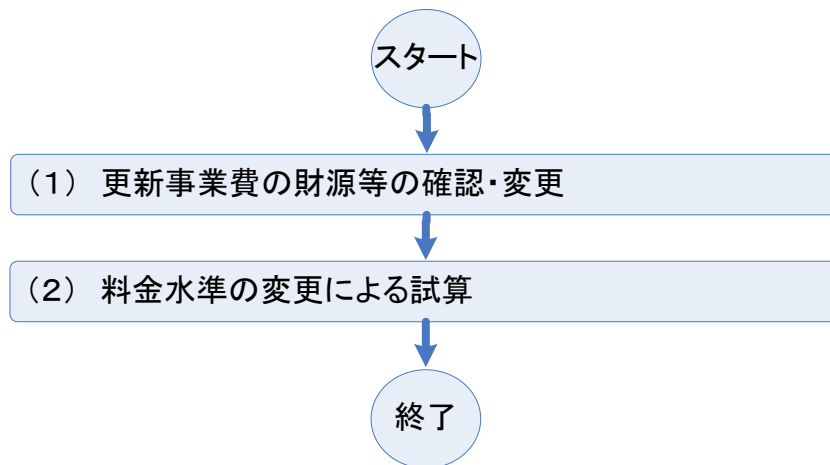 スタート
（１） 更新事業費の財源等の確認・変更
（２） 料金水準の変更による試算
終了